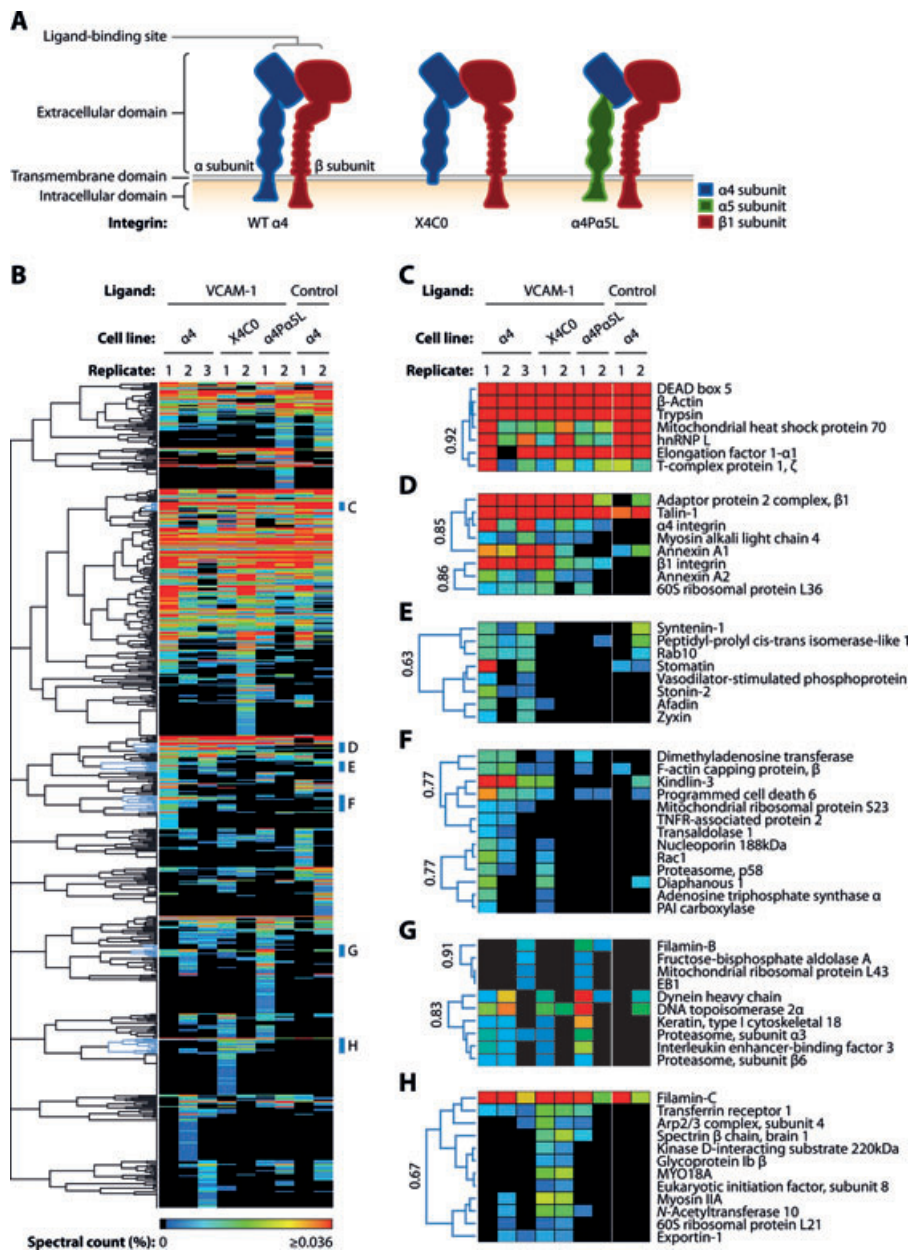 A
Ligand-binding site
Extracellular domain
α subunit
β subunit
Transmembrane domain
Intracellular domain
Integrin:
WT α4
X4C0
α4Pα5L
α4 subunit
α5 subunit
β1 subunit
B
Ligand: VCAM-1 Control
Cell line: α4 X4C0 α4Pα5L α4
Replicate: 1 2 3 1 2 1 2 1 2
C
D
E
F
G
H
Spectral count (%): 0 ≥0.036
C
Ligand: VCAM-1 Control
Cell line: α4 X4C0 α4Pα5L α4
Replicate: 1 2 3 1 2 1 2 1 2
0.92
DEAD box 5
β-Actin
Trypsin
Mitochondrial heat shock protein 70
hnRNP L
Elongation factor 1-α1
T-complex protein 1, ζ
D
0.85
0.86
Adaptor protein 2 complex, β1
Talin-1
α4 integrin
Myosin alkali light chain 4
Annexin A1
β1 integrin
Annexin A2
60S ribosomal protein L36
E
0.63
Syntenin-1
Peptidyl-prolyl cis-trans isomerase-like 1
Rab10
Stomatin
Vasodilator-stimulated phosphoprotein
Stonin-2
Afadin
Zyxin
F
0.77
0.77
Dimethyladenosine transferase
F-actin capping protein, β
Kindlin-3
Programmed cell death 6
Mitochondrial ribosomal protein S23
TNFR-associated protein 2
Transaldolase 1
Nucleoporin 188kDa
Rac1
Proteasome, p58
Diaphanous 1
Adenosine triphosphate synthase α
PAI carboxylase
G
0.91
0.83
Filamin-B
Fructose-bisphosphate aldolase A
Mitochondrial ribosomal protein L43
EB1
Dynein heavy chain
DNA topoisomerase 2α
Keratin, type I cytoskeletal 18
Proteasome, subunit α3
Interleukin enhancer-binding factor 3
Proteasome, subunit β6
H
0.67
Filamin-C
Transferrin receptor 1
Arp2/3 complex, subunit 4
Spectrin β chain, brain 1
Kinase D-interacting substrate 220kDa
Glycoprotein Ib β
MYO18A
Eukaryotic initiation factor, subunit 8
Myosin IIA
N-Acetyltransferase 10
60S ribosomal protein L21
Exportin-1